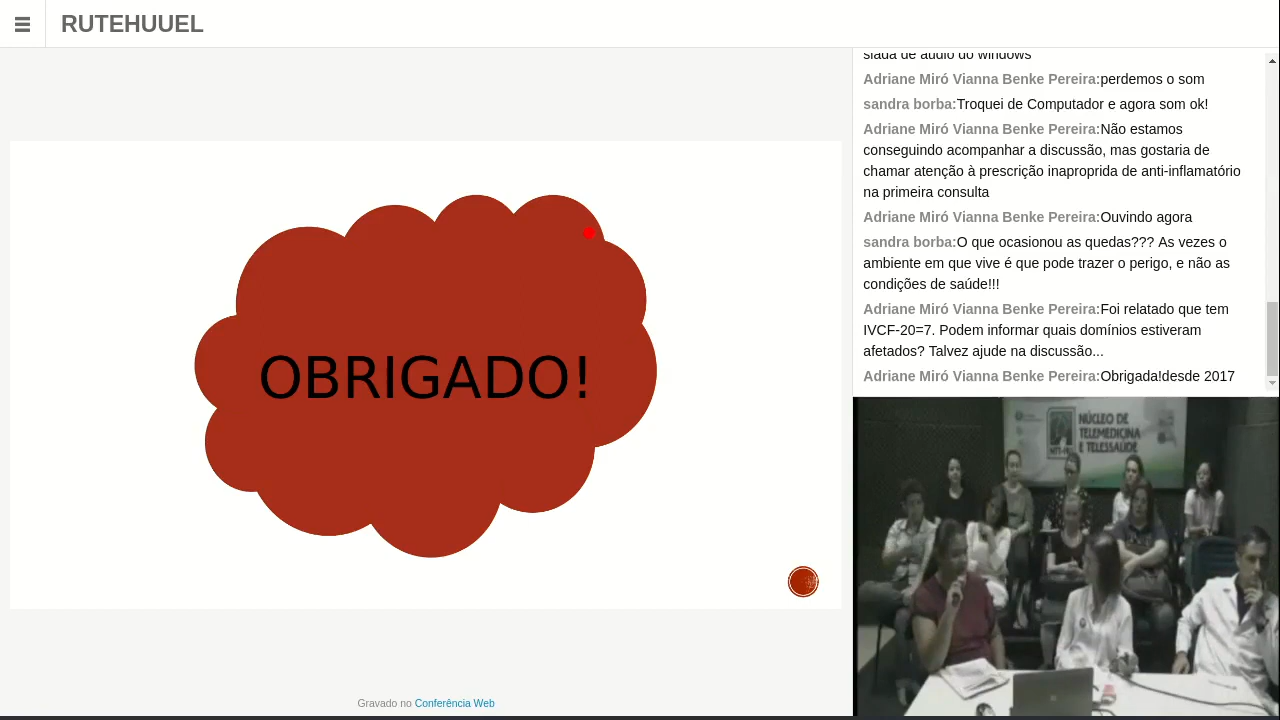 RUTEHUUEL
slada de audio do windows
Adriane Miró Vianna Benke Pereira:perdemos o som
sandra borba:Troquei de Computador e agora som ok!
Adriane Miró Vianna Benke Pereira:Não estamos
conseguindo acompanhar a discussão, mas gostaria de
chamar atenção à prescrição inaproprida de anti-inflamatório
na primeira consulta
Adriane Miró Vianna Benke Pereira:Ouvindo agora
sandra borba:O que ocasionou as quedas??? As vezes o
ambiente em que vive é que pode trazer o perigo, e não as
condições de saúde!!!
Adriane Miró Vianna Benke Pereira:Foi relatado que tem
IVCF-20=7. Podem informar quais domínios estiveram
afetados? Talvez ajude na discussão...
Adriane Miró Vianna Benke Pereira:Obrigada!desde 2017
OBRIGADO!
NÚCLEO DE
TELEMEDICINA
E TELESSAÚDE
Gravado no Conferência Web